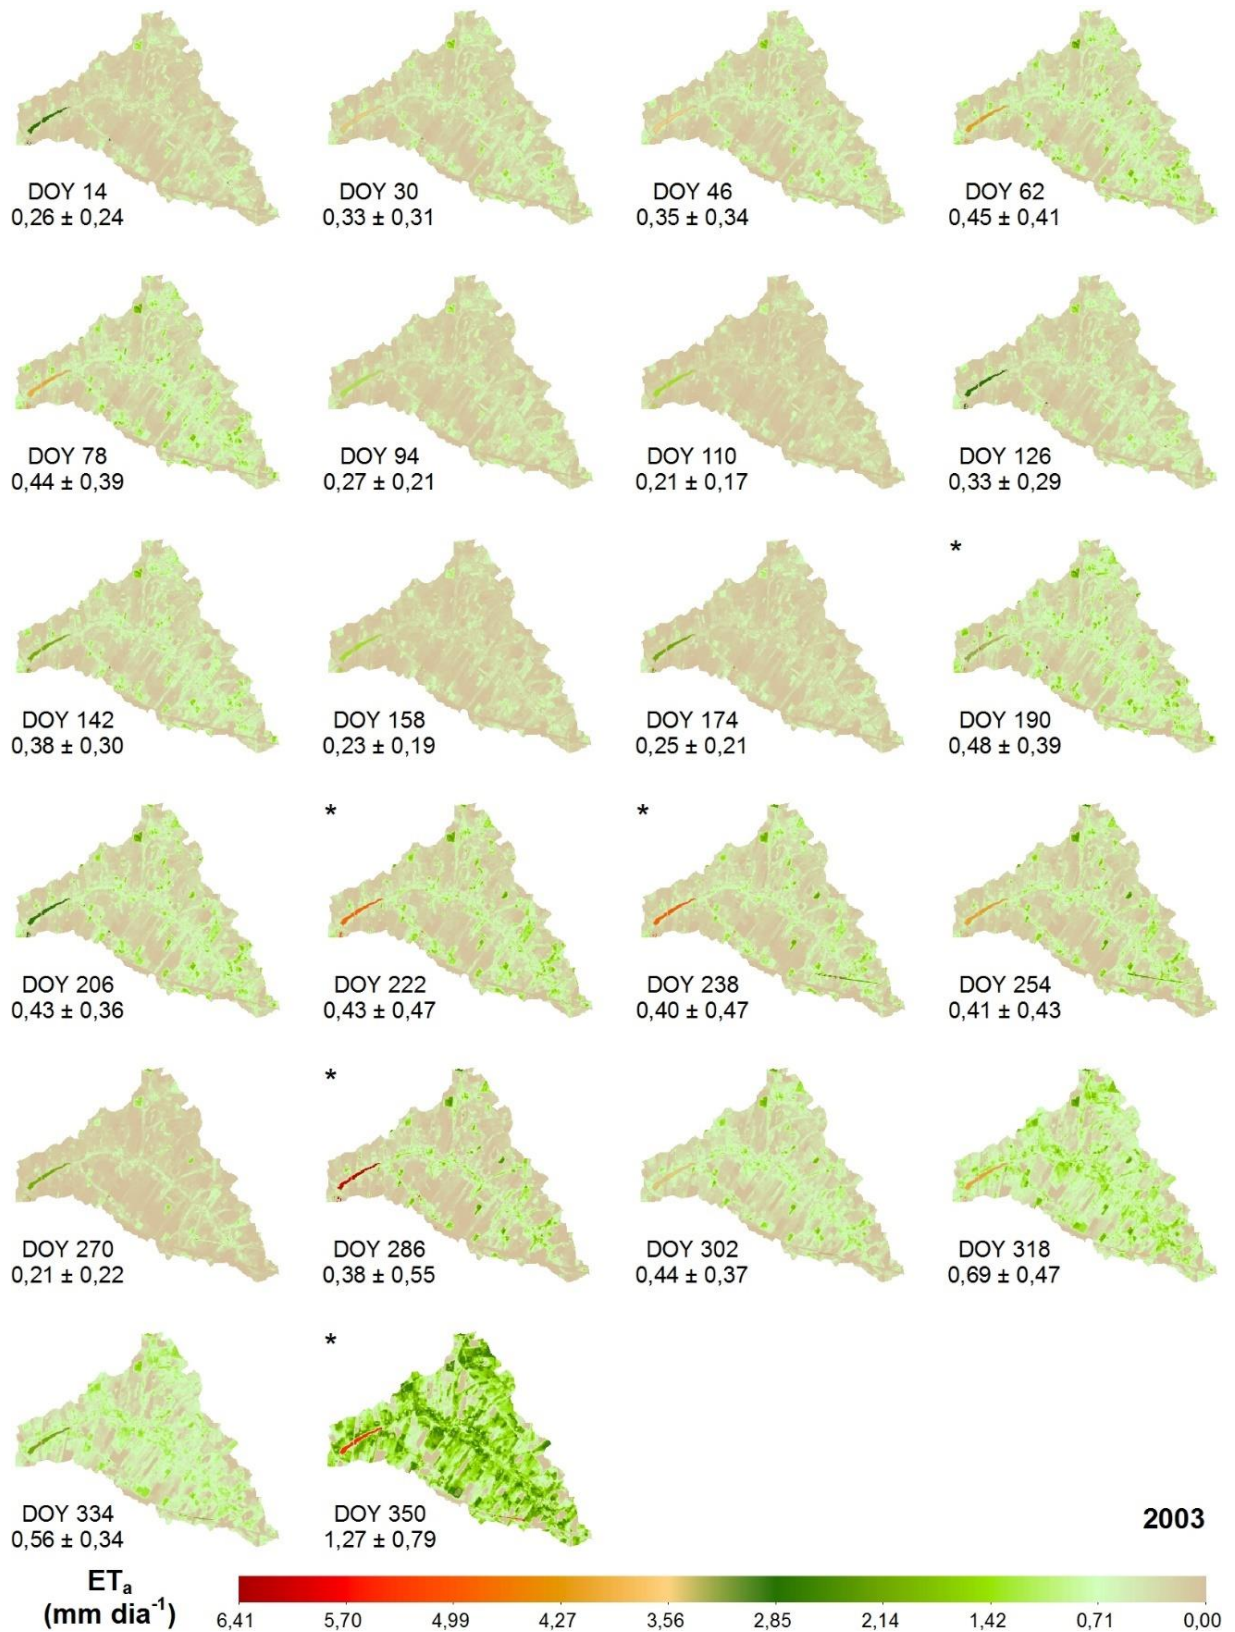 DOY 14
0,26 ± 0,24
DOY 30
0,33 ± 0,31
DOY 46
0,35 ± 0,34
DOY 62
0,45 ± 0,41
DOY 78
0,44 ± 0,39
DOY 94
0,27 ± 0,21
DOY 110
0,21 ± 0,17
DOY 126
0,33 ± 0,29
DOY 142
0,38 ± 0,30
DOY 158
0,23 ± 0,19
DOY 174
0,25 ± 0,21
*
DOY 190
0,48 ± 0,39
DOY 206
0,43 ± 0,36
*
DOY 222
0,43 ± 0,47
*
DOY 238
0,40 ± 0,47
DOY 254
0,41 ± 0,43
DOY 270
0,21 ± 0,22
*
DOY 286
0,38 ± 0,55
DOY 302
0,44 ± 0,37
DOY 318
0,69 ± 0,47
DOY 334
0,56 ± 0,34
*
DOY 350
1,27 ± 0,79
2003
ETₐ
(mm dia⁻¹)
6,41 5,70 4,99 4,27 3,56 2,85 2,14 1,42 0,71 0,00